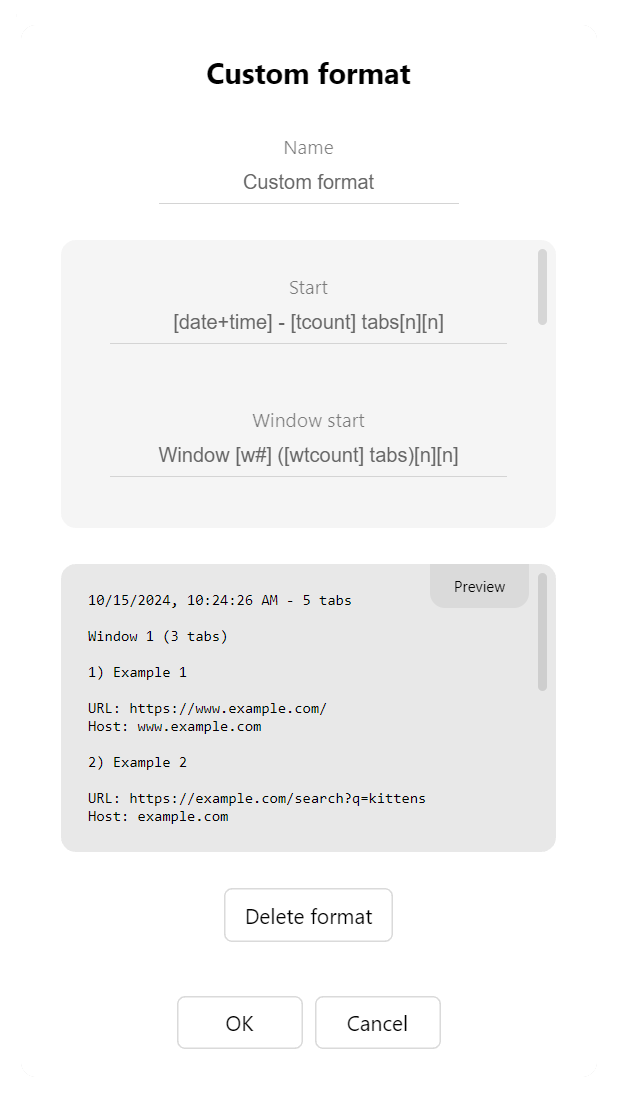 Custom format
Name
Custom format
Start
[date+time] - [tcount] tabs[n][n]
Window start
Window [w#] ([wtcount] tabs)[n][n]
Preview
10/15/2024, 10:24:26 AM - 5 tabs
Window 1 (3 tabs)
1) Example 1
URL: https://www.example.com/
Host: www.example.com
2) Example 2
URL: https://example.com/search?q=kittens
Host: example.com
Delete format
OK
Cancel